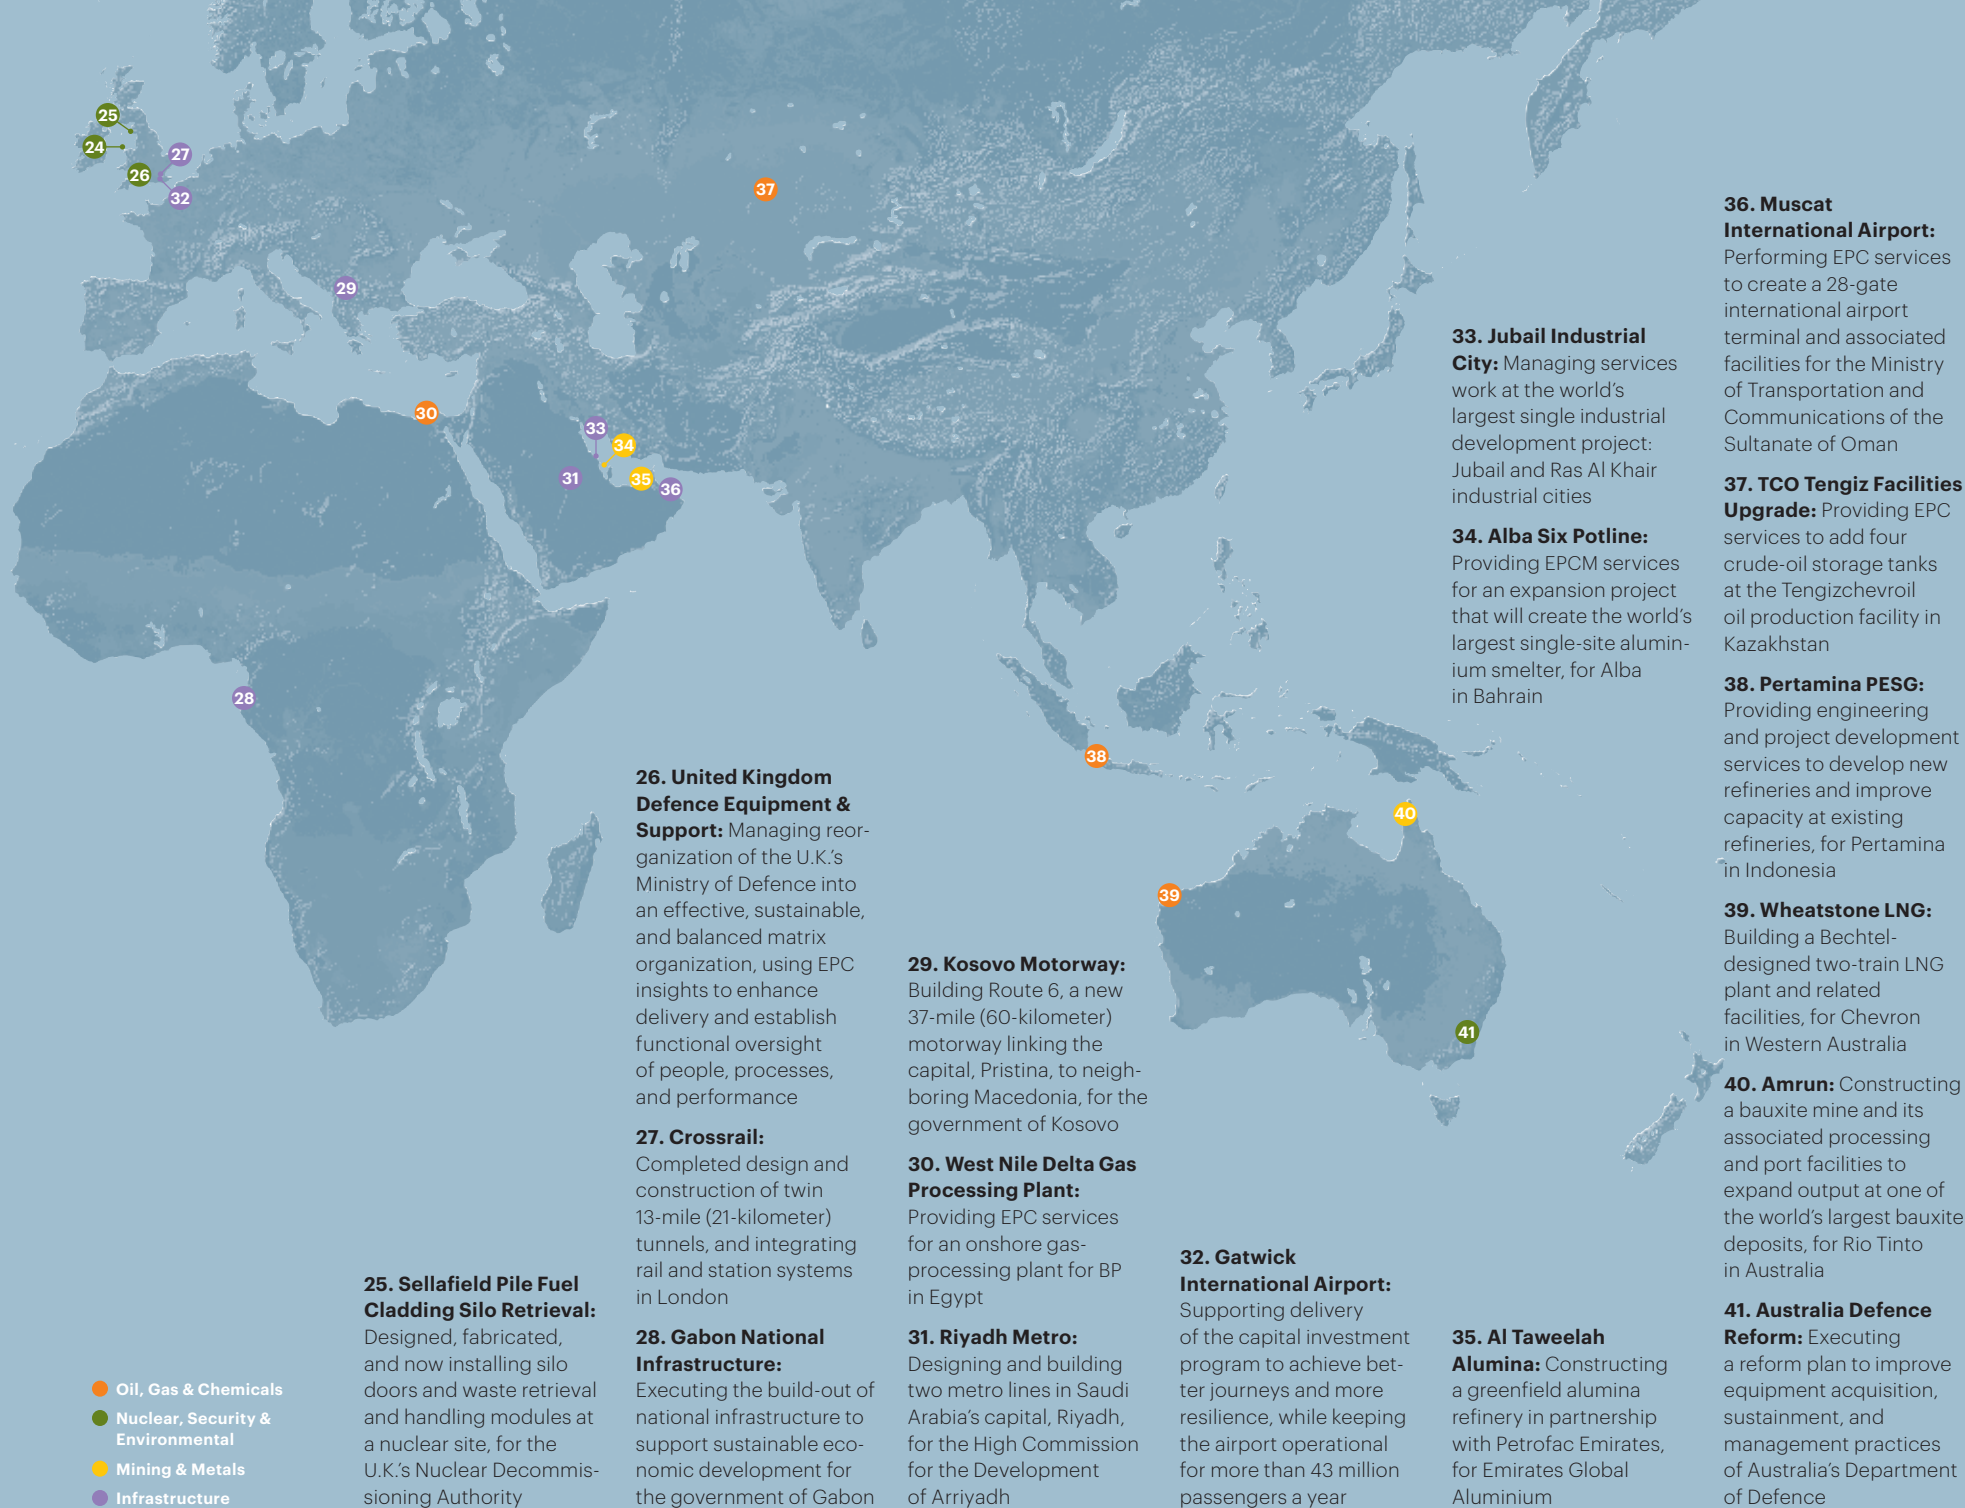 25
24
26
27
32
29
37
30
33
34
31
35
36
28
38
40
39
41
Oil, Gas & Chemicals
Nuclear, Security &
Environmental
Mining & Metals
Infrastructure
25. Sellafield Pile Fuel
Cladding Silo Retrieval:
Designed, fabricated,
and now installing silo
doors and waste retrieval
and handling modules at
a nuclear site, for the
U.K.’s Nuclear Decommis-
sioning Authority
26. United Kingdom
Defence Equipment &
Support: Managing reor-
ganization of the U.K.’s
Ministry of Defence into
an effective, sustainable,
and balanced matrix
organization, using EPC
insights to enhance
delivery and establish
functional oversight
of people, processes,
and performance
27. Crossrail:
Completed design and
construction of twin
13-mile (21-kilometer)
tunnels, and integrating
rail and station systems
in London
28. Gabon National
Infrastructure:
Executing the build-out of
national infrastructure to
support sustainable eco-
nomic development for
the government of Gabon
29. Kosovo Motorway:
Building Route 6, a new
37-mile (60-kilometer)
motorway linking the
capital, Pristina, to neigh-
boring Macedonia, for the
government of Kosovo
30. West Nile Delta Gas
Processing Plant:
Providing EPC services
for an onshore gas-
processing plant for BP
in Egypt
31. Riyadh Metro:
Designing and building
two metro lines in Saudi
Arabia’s capital, Riyadh,
for the High Commission
for the Development
of Arriyadh
32. Gatwick
International Airport:
Supporting delivery
of the capital investment
program to achieve bet-
ter journeys and more
resilience, while keeping
the airport operational
for more than 43 million
passengers a year
33. Jubail Industrial
City: Managing services
work at the world’s
largest single industrial
development project:
Jubail and Ras Al Khair
industrial cities
34. Alba Six Potline:
Providing EPCM services
for an expansion project
that will create the world’s
largest single-site alumin-
ium smelter, for Alba
in Bahrain
35. Al Taweelah
Alumina: Constructing
a greenfield alumina
refinery in partnership
with Petrofac Emirates,
for Emirates Global
Aluminium
36. Muscat
International Airport:
Performing EPC services
to create a 28-gate
international airport
terminal and associated
facilities for the Ministry
of Transportation and
Communications of the
Sultanate of Oman
37. TCO Tengiz Facilities
Upgrade: Providing EPC
services to add four
crude-oil storage tanks
at the Tengizchevroil
oil production facility in
Kazakhstan
38. Pertamina PESG:
Providing engineering
and project development
services to develop new
refineries and improve
capacity at existing
refineries, for Pertamina
in Indonesia
39. Wheatstone LNG:
Building a Bechtel-
designed two-train LNG
plant and related
facilities, for Chevron
in Western Australia
40. Amrun: Constructing
a bauxite mine and its
associated processing
and port facilities to
expand output at one of
the world’s largest bauxite
deposits, for Rio Tinto
in Australia
41. Australia Defence
Reform: Executing
a reform plan to improve
equipment acquisition,
sustainment, and
management practices
of Australia’s Department
of Defence